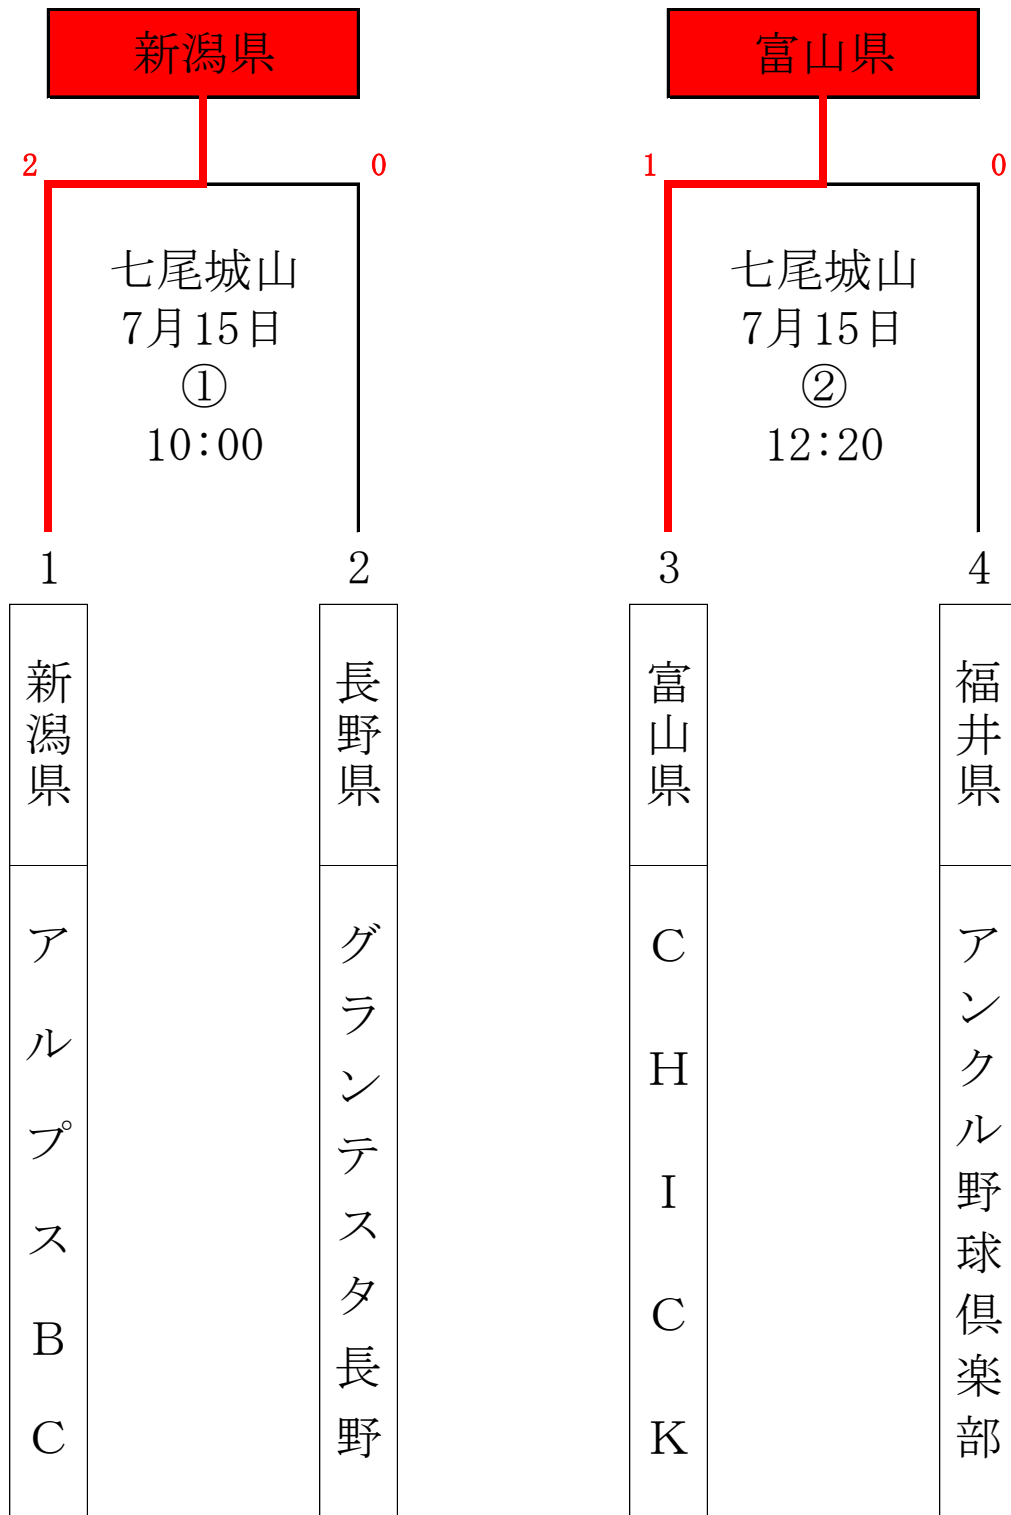 新潟県
富山県
2
0
1
0
七尾城山
7月15日
①
10:00
七尾城山
7月15日
②
12:20
1
2
3
4
新潟県
長野県
富山県
福井県
アルプスBC
グランテスタ長野
CHICK
アンクル野球倶楽部